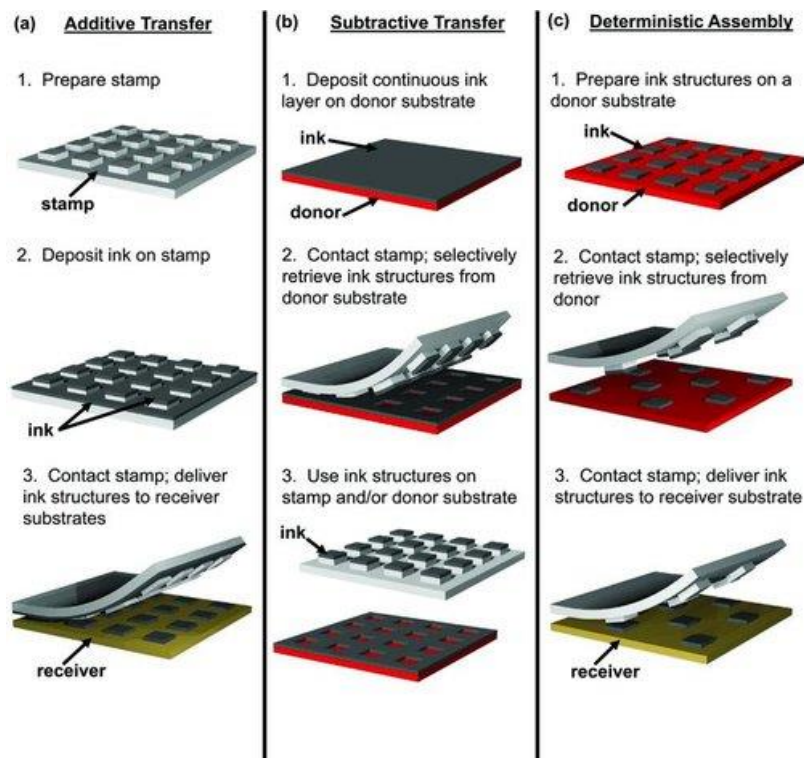 (a) Additive Transfer
1. Prepare stamp
stamp
2. Deposit ink on stamp
ink
3. Contact stamp; deliver
ink structures to receiver
substrates
receiver
(b) Subtractive Transfer
1. Deposit continuous ink
layer on donor substrate
ink
donor
2. Contact stamp; selectively
retrieve ink structures from
donor substrate
3. Use ink structures on
stamp and/or donor substrate
ink
(c) Deterministic Assembly
1. Prepare ink structures on a
donor substrate
ink
donor
2. Contact stamp; selectively
retrieve ink structures from
donor
3. Contact stamp; deliver ink
structures to receiver substrate
receiver